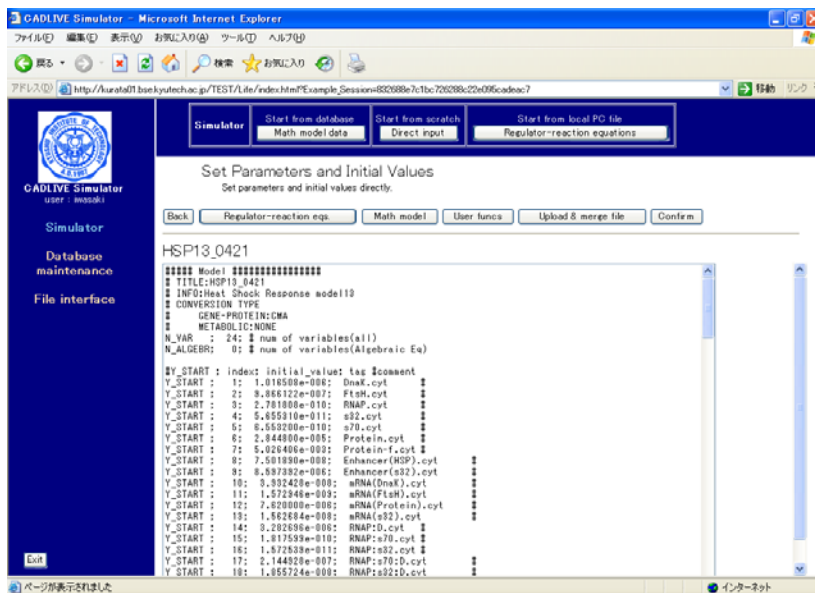 CADLIVE Simulator - Microsoft Internet Explorer
ファイル(F) 編集(E) 表示(V) お気に入り(A) ツール(T) ヘルプ(H)
戻る 検索 お気に入り
アドレス(D) http://kurata01.bse.kyutech.ac.jp/TEST/Life/index.html?Example_Session=832688e7c1bc726288c22e095cadeac7 移動 リンク
Simulator
Start from database
Math model data
Start from scratch
Direct input
Start from local PC file
Regulator-reaction equations
CADLIVE Simulator
user : iwasaki
Simulator
Database
maintenance
File interface
Exit
Set Parameters and Initial Values
Set parameters and initial values directly.
Back Regulator-reaction eqs. Math model User funcs Upload & merge file Confirm
HSP13_0421
##### Model ################
# TITLE:HSP13_0421
# INFO:Heat Shock Response model13
# CONVERSION TYPE
# GENE-PROTEIN:CMA
# METABOLIC:NONE
N_VAR : 24; # num of variables(all)
N_ALGEBR: 0; # num of variables(Algebraic Eq)
#Y_START : index: initial_value: tag #comment
Y_START : 1: 1.016508e-006; DnaK.cyt #
Y_START : 2: 9.866122e-007; FtsH.cyt #
Y_START : 3: 2.781808e-010; RNAP.cyt #
Y_START : 4: 5.655310e-011; s32.cyt #
Y_START : 5: 6.553200e-010; s70.cyt #
Y_START : 6: 2.844800e-005; Protein.cyt #
Y_START : 7: 5.026406e-003; Protein-f.cyt #
Y_START : 8: 7.501890e-008; Enhancer(HSP).cyt #
Y_START : 9: 8.597392e-006; Enhancer(s32).cyt #
Y_START : 10: 3.932428e-008; mRNA(DnaK).cyt #
Y_START : 11: 1.572946e-009; mRNA(FtsH).cyt #
Y_START : 12: 7.620000e-006; mRNA(Protein).cyt #
Y_START : 13: 1.562684e-008; mRNA(s32).cyt #
Y_START : 14: 3.282696e-006; RNAP:D.cyt #
Y_START : 15: 1.817599e-010; RNAP:s70.cyt #
Y_START : 16: 1.572539e-011; RNAP:s32.cyt #
Y_START : 17: 2.144920e-007; RNAP:s70:D.cyt #
Y_START : 18: 1.855724e-008; RNAP:s32:D.cyt #
ページが表示されました インターネット